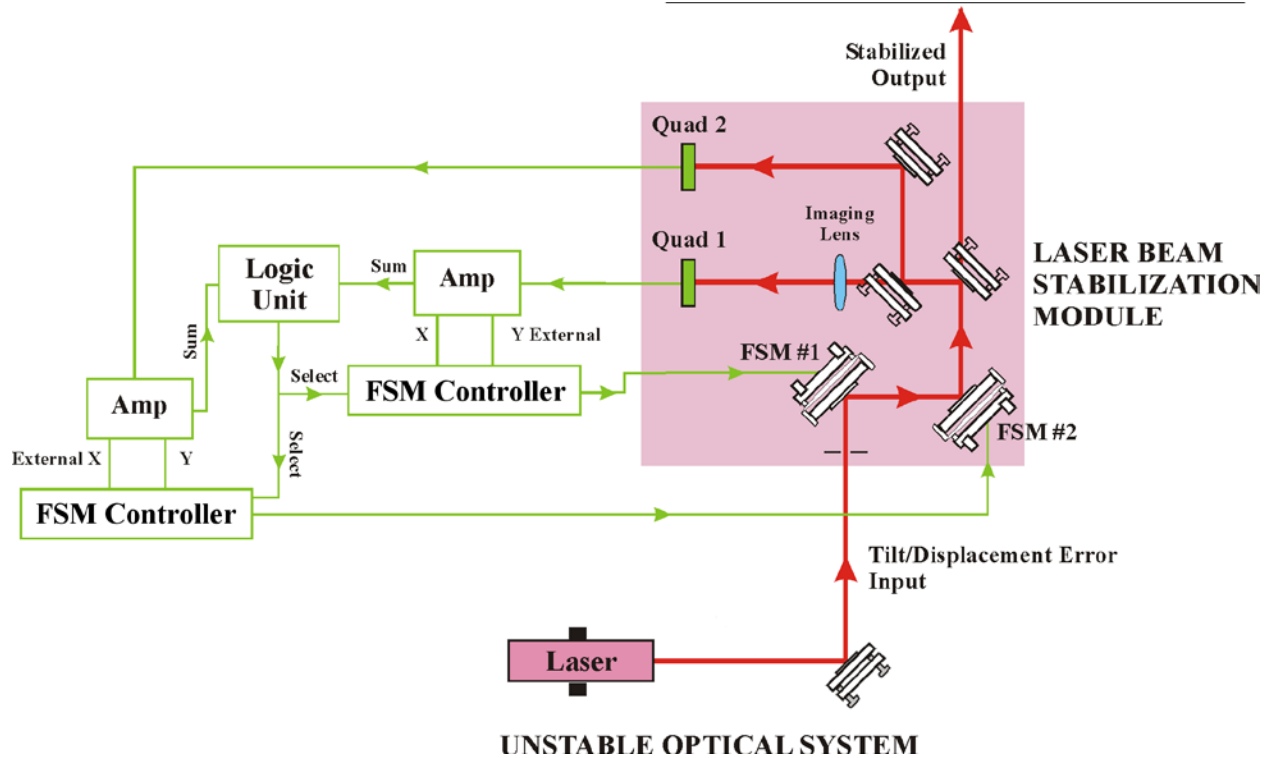 Stabilized
Output
Quad 2
Imaging
Lens
Quad 1
LASER BEAM
STABILIZATION
MODULE
Logic
Unit
Sum
Amp
Sum
X
Y External
FSM #1
Select
FSM Controller
Amp
FSM #2
Select
External X
Y
FSM Controller
Tilt/Displacement Error
Input
Laser
UNSTABLE OPTICAL SYSTEM